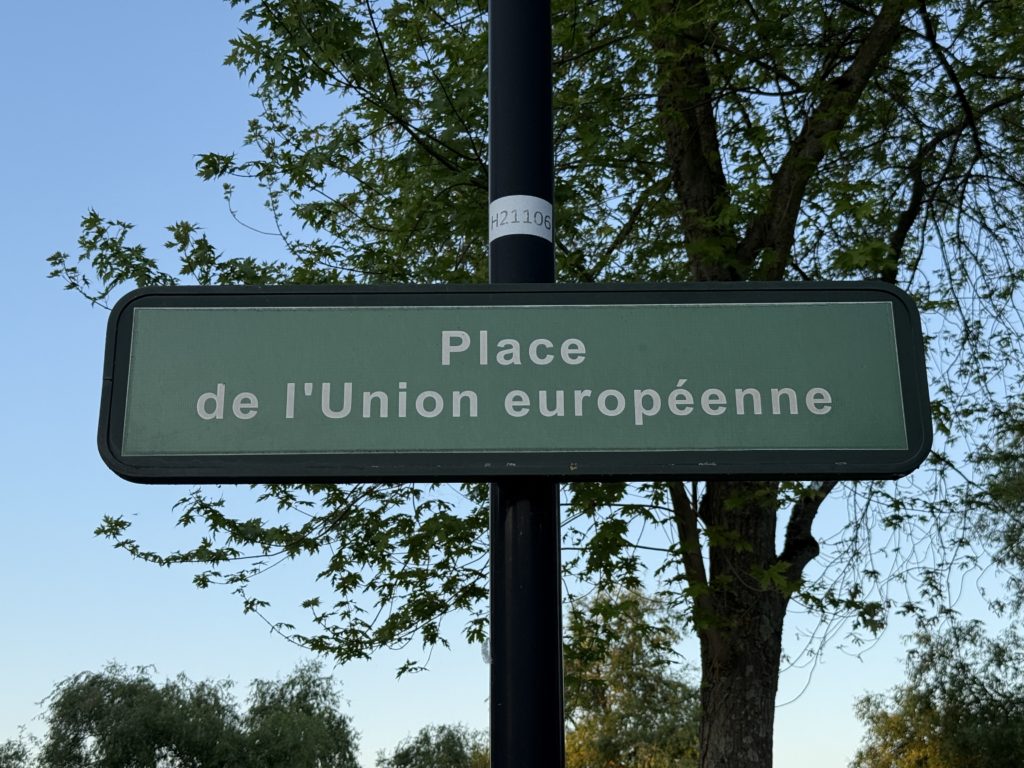 H21106
Place
de l'Union européenne